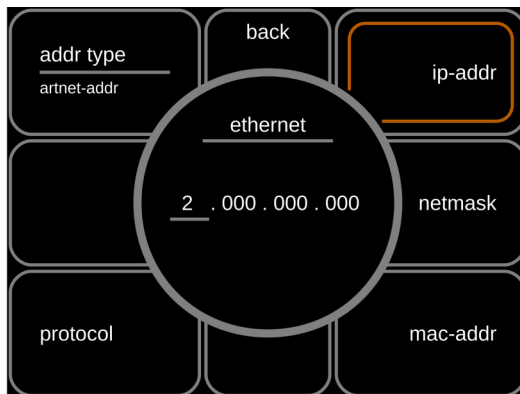 addr type
artnet-addr
back
ip-addr
ethernet
2 . 000 . 000 . 000
netmask
protocol
mac-addr